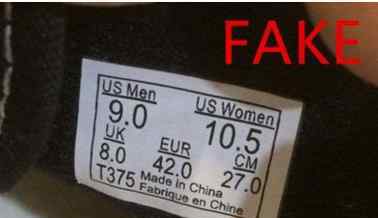 FAKE
US Men US Women
9.0 10.5
UK EUR CM
8.0 42.0 27.0
T375 Made in China
Fabrique en Chine